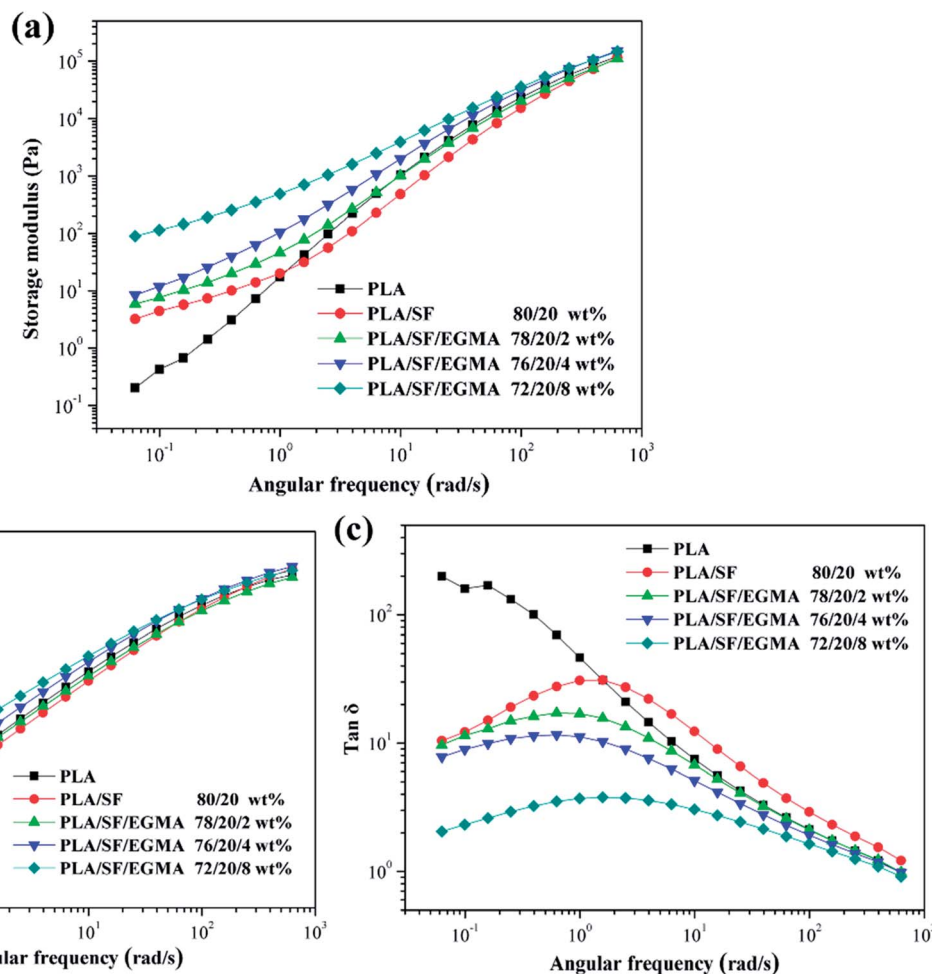 (a)
Storage modulus (Pa)
10^5
10^4
10^3
10^2
10^1
10^0
10^-1
PLA
PLA/SF 80/20 wt%
PLA/SF/EGMA 78/20/2 wt%
PLA/SF/EGMA 76/20/4 wt%
PLA/SF/EGMA 72/20/8 wt%
10^-1 10^0 10^1 10^2 10^3
Angular frequency (rad/s)
PLA
PLA/SF 80/20 wt%
PLA/SF/EGMA 78/20/2 wt%
PLA/SF/EGMA 76/20/4 wt%
PLA/SF/EGMA 72/20/8 wt%
10^1 10^2 10^3
ular frequency (rad/s)
(c)
Tan δ
10^2
10^1
10^0
PLA
PLA/SF 80/20 wt%
PLA/SF/EGMA 78/20/2 wt%
PLA/SF/EGMA 76/20/4 wt%
PLA/SF/EGMA 72/20/8 wt%
10^-1 10^0 10^1 10^2 10^3
Angular frequency (rad/s)